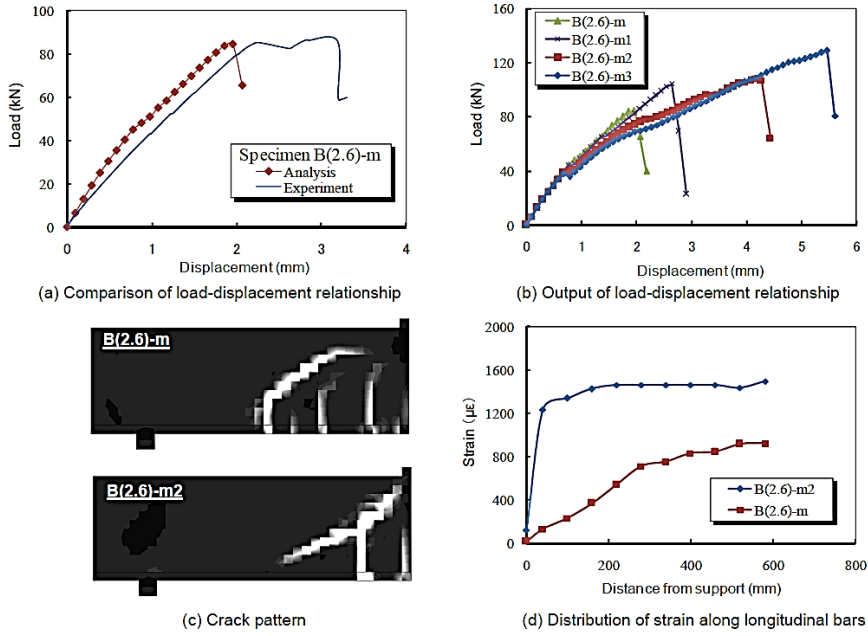 100
80
60
40
20
0
Load (kN)
Specimen B(2.6)-m
Analysis
Experiment
0 1 2 3 4
Displacement (mm)
(a) Comparison of load-displacement relationship
160
120
80
40
0
Load (kN)
B(2.6)-m
B(2.6)-m1
B(2.6)-m2
B(2.6)-m3
0 1 2 3 4 5 6
Displacement (mm)
(b) Output of load-displacement relationship
B(2.6)-m
B(2.6)-m2
(c) Crack pattern
2000
1600
1200
800
400
0
Strain (με)
B(2.6)-m2
B(2.6)-m
0 200 400 600 800
Distance from support (mm)
(d) Distribution of strain along longitudinal bars